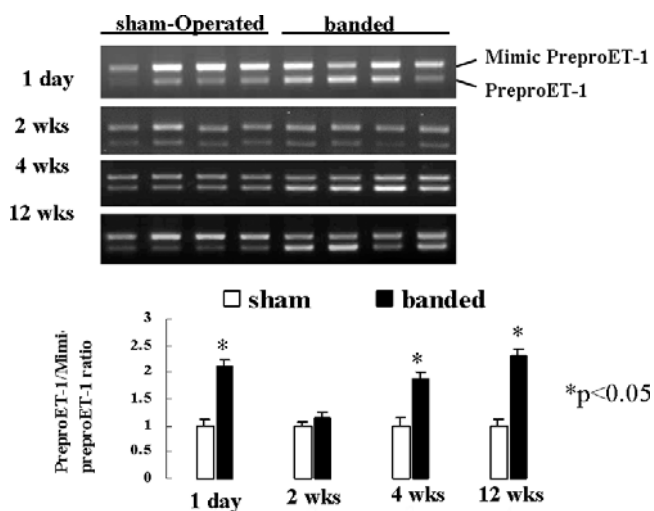 sham-Operated banded
Mimic PreproET-1
1 day
PreproET-1
2 wks
4 wks
12 wks
sham banded
PreproET-1/Mimi-
preproET-1 ratio
3
2.5
2
1.5
1
0.5
0
* * *
*p<0.05
1 day 2 wks 4 wks 12 wks